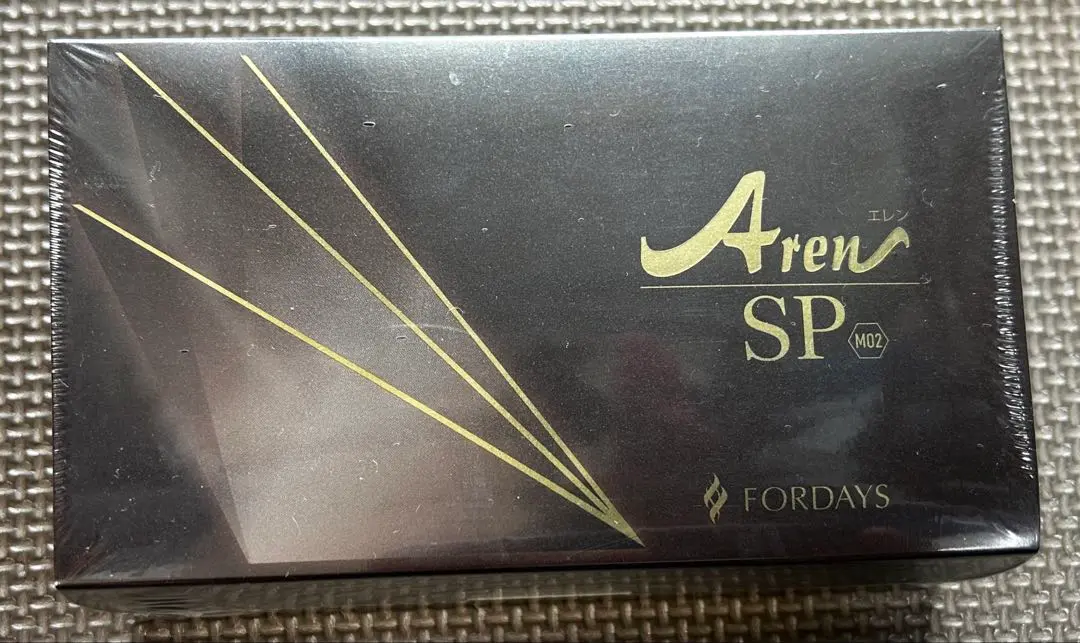 エレン
Aren
SP M02
FORDAYS